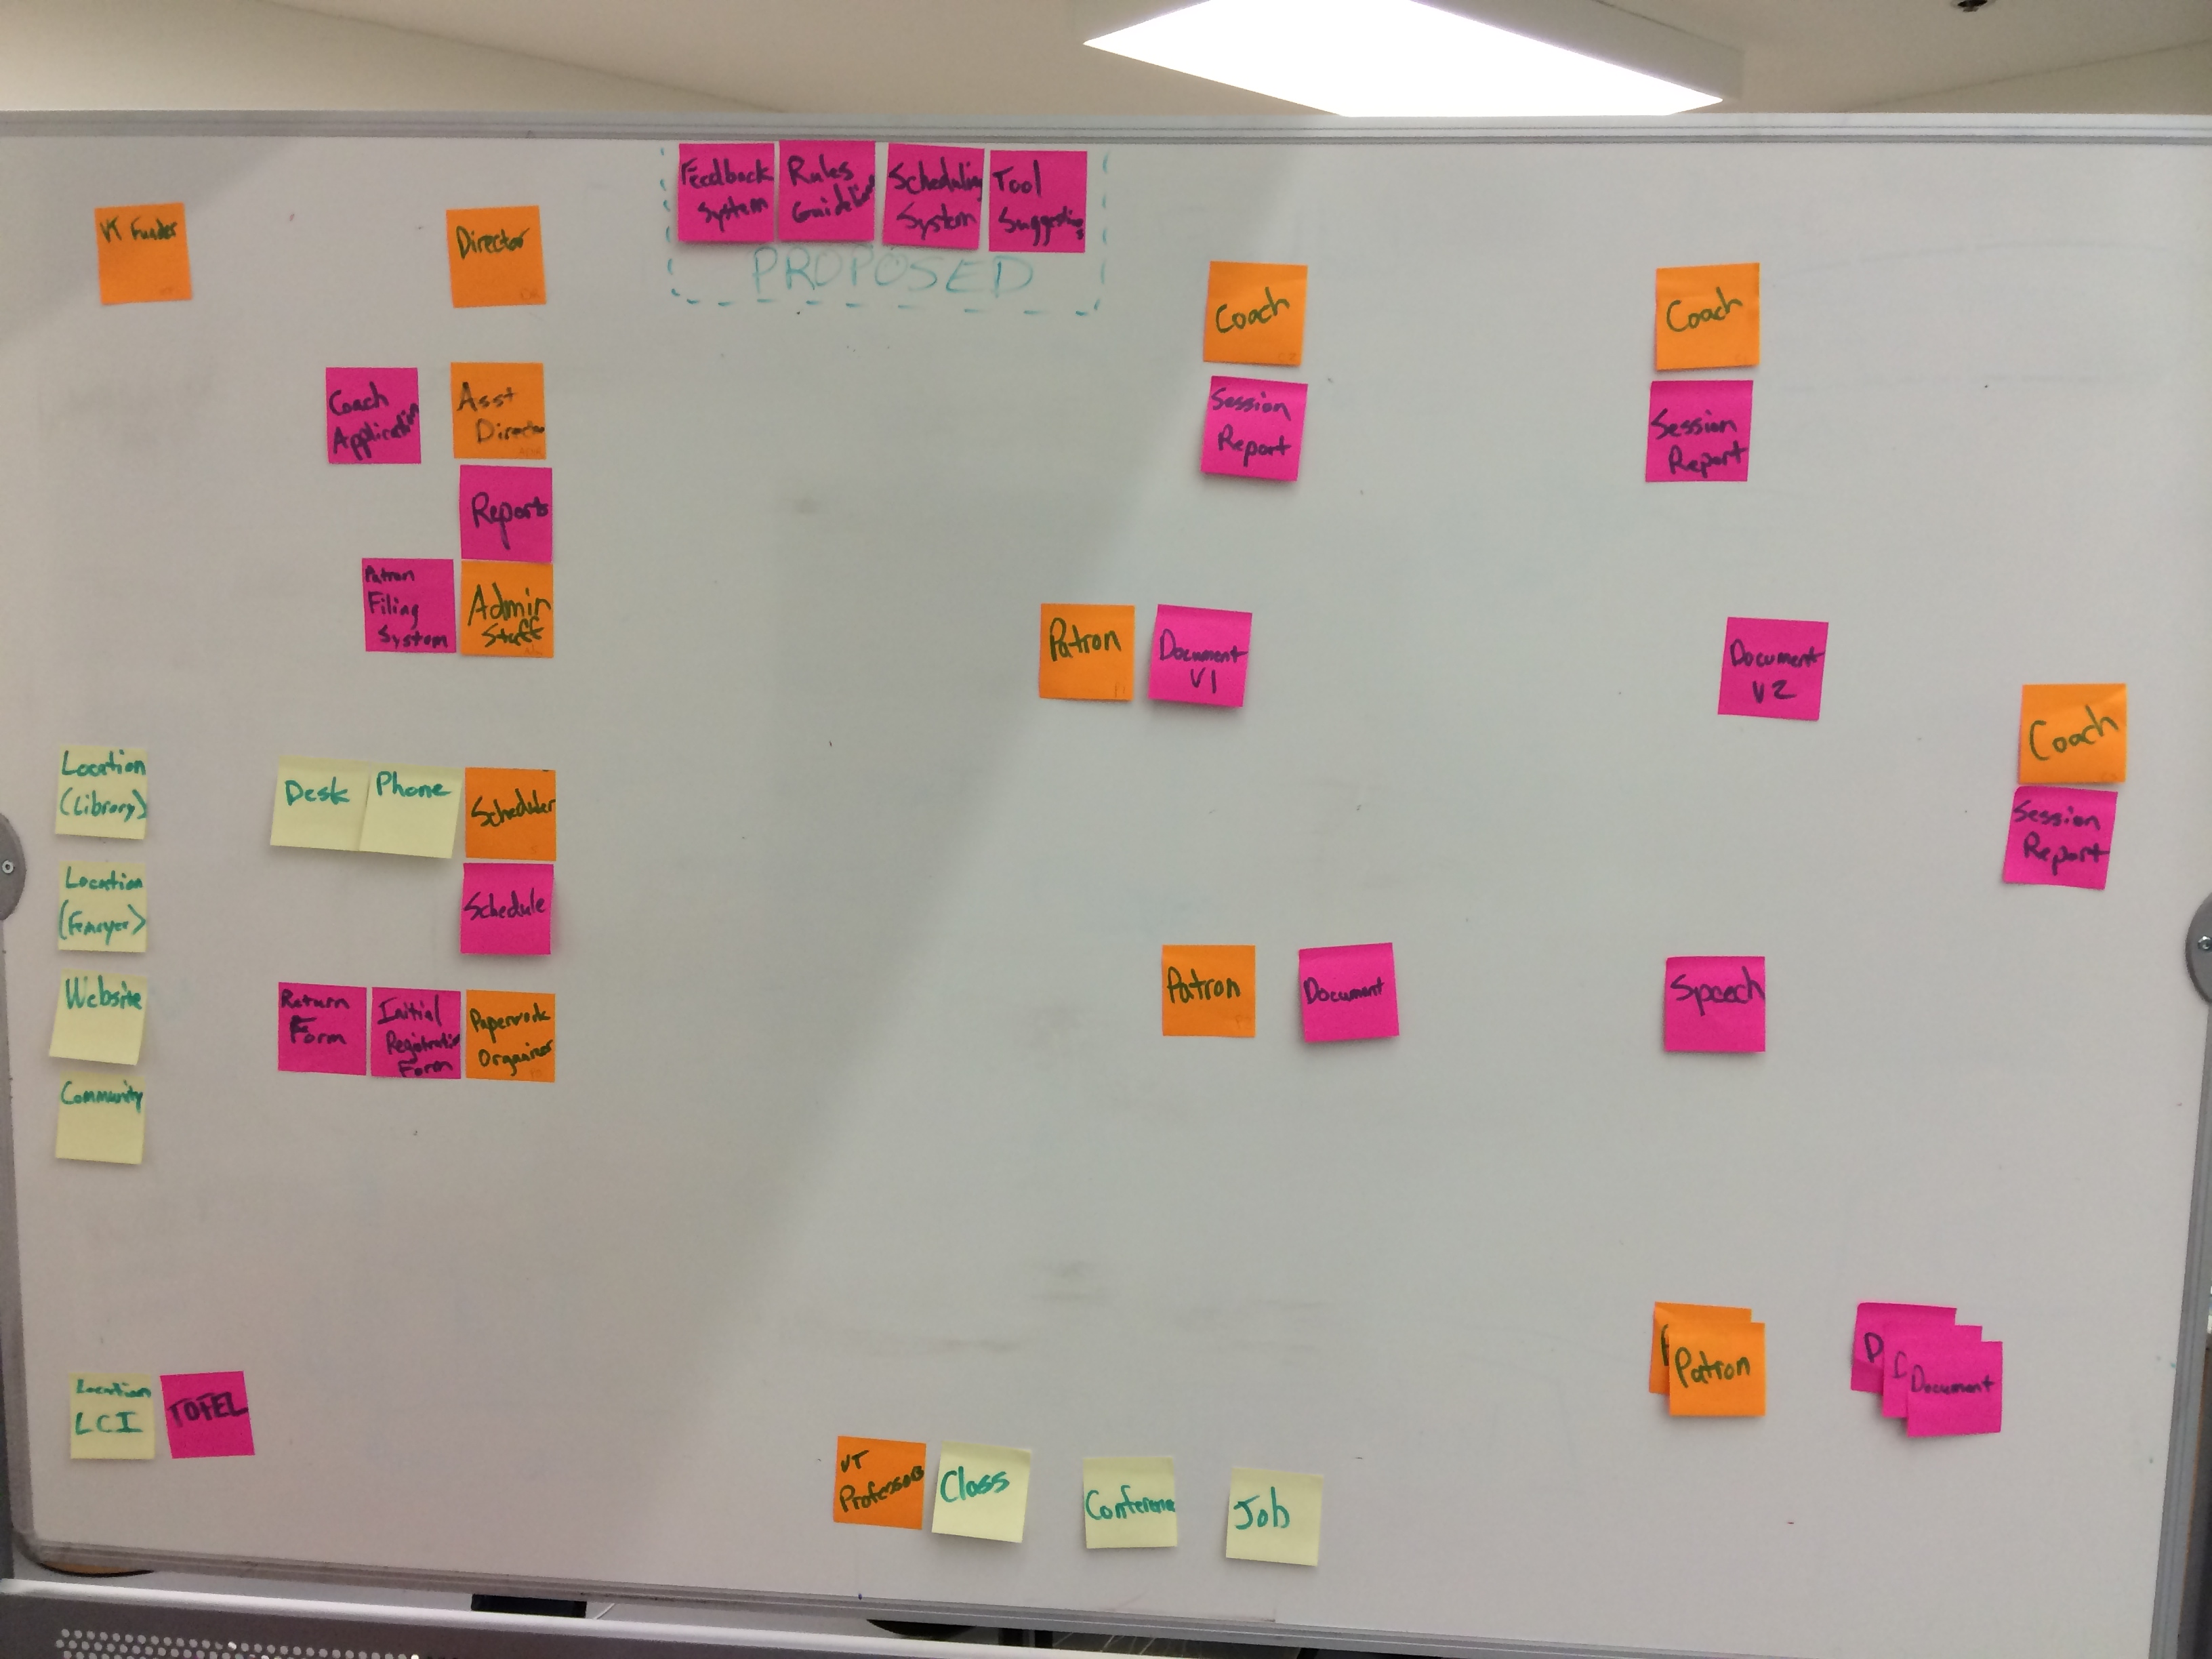 Feedback
System
Rules
Guidelines
Scheduling
System
Tool
Suggestions
PROPOSED
VT Funder
Director
Coach
Coach
Coach
Application
Asst
Director
Session
Report
Session
Report
Reports
Patron
Filing
System
Admin
Staff
Patron
Document
V1
Document
V2
Coach
Session
Report
Location
(Library)
Desk
Phone
Scheduler
Location
(Femoyer)
Schedule
Website
Return
Form
Initial
Registration
Form
Paperwork
Organizer
Patron
Document
Speech
Community
P
Patron
D
D
Document
Location
LCI
TOFEL
VT
Professors
Class
Conference
Job